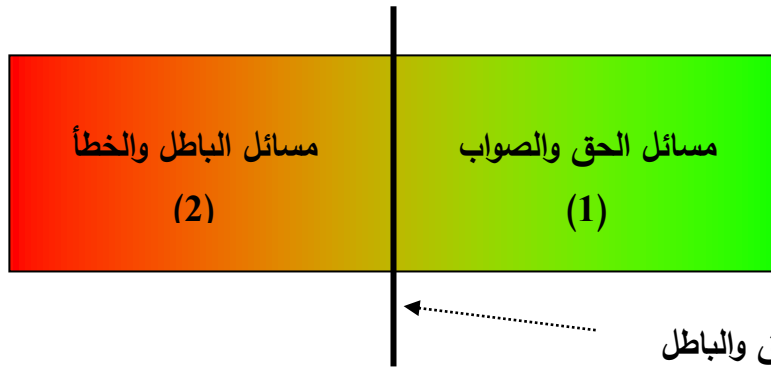 مسائل الحق والصواب
(1)
مسائل الباطل والخطأ
(2)
والباطل